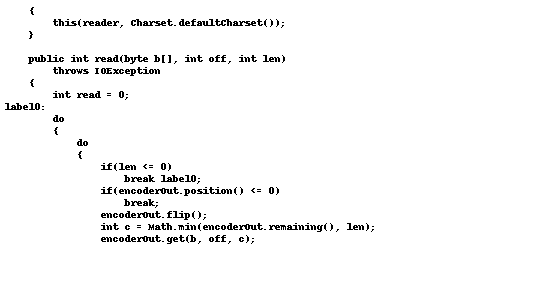 {
this(reader, Charset.defaultCharset());
}
public int read(byte b[], int off, int len)
throws IOException
{
int read = 0;
label0:
do
{
do
{
if(len <= 0)
break label0;
if(encoderOut.position() <= 0)
break;
encoderOut.flip();
int c = Math.min(encoderOut.remaining(), len);
encoderOut.get(b, off, c);